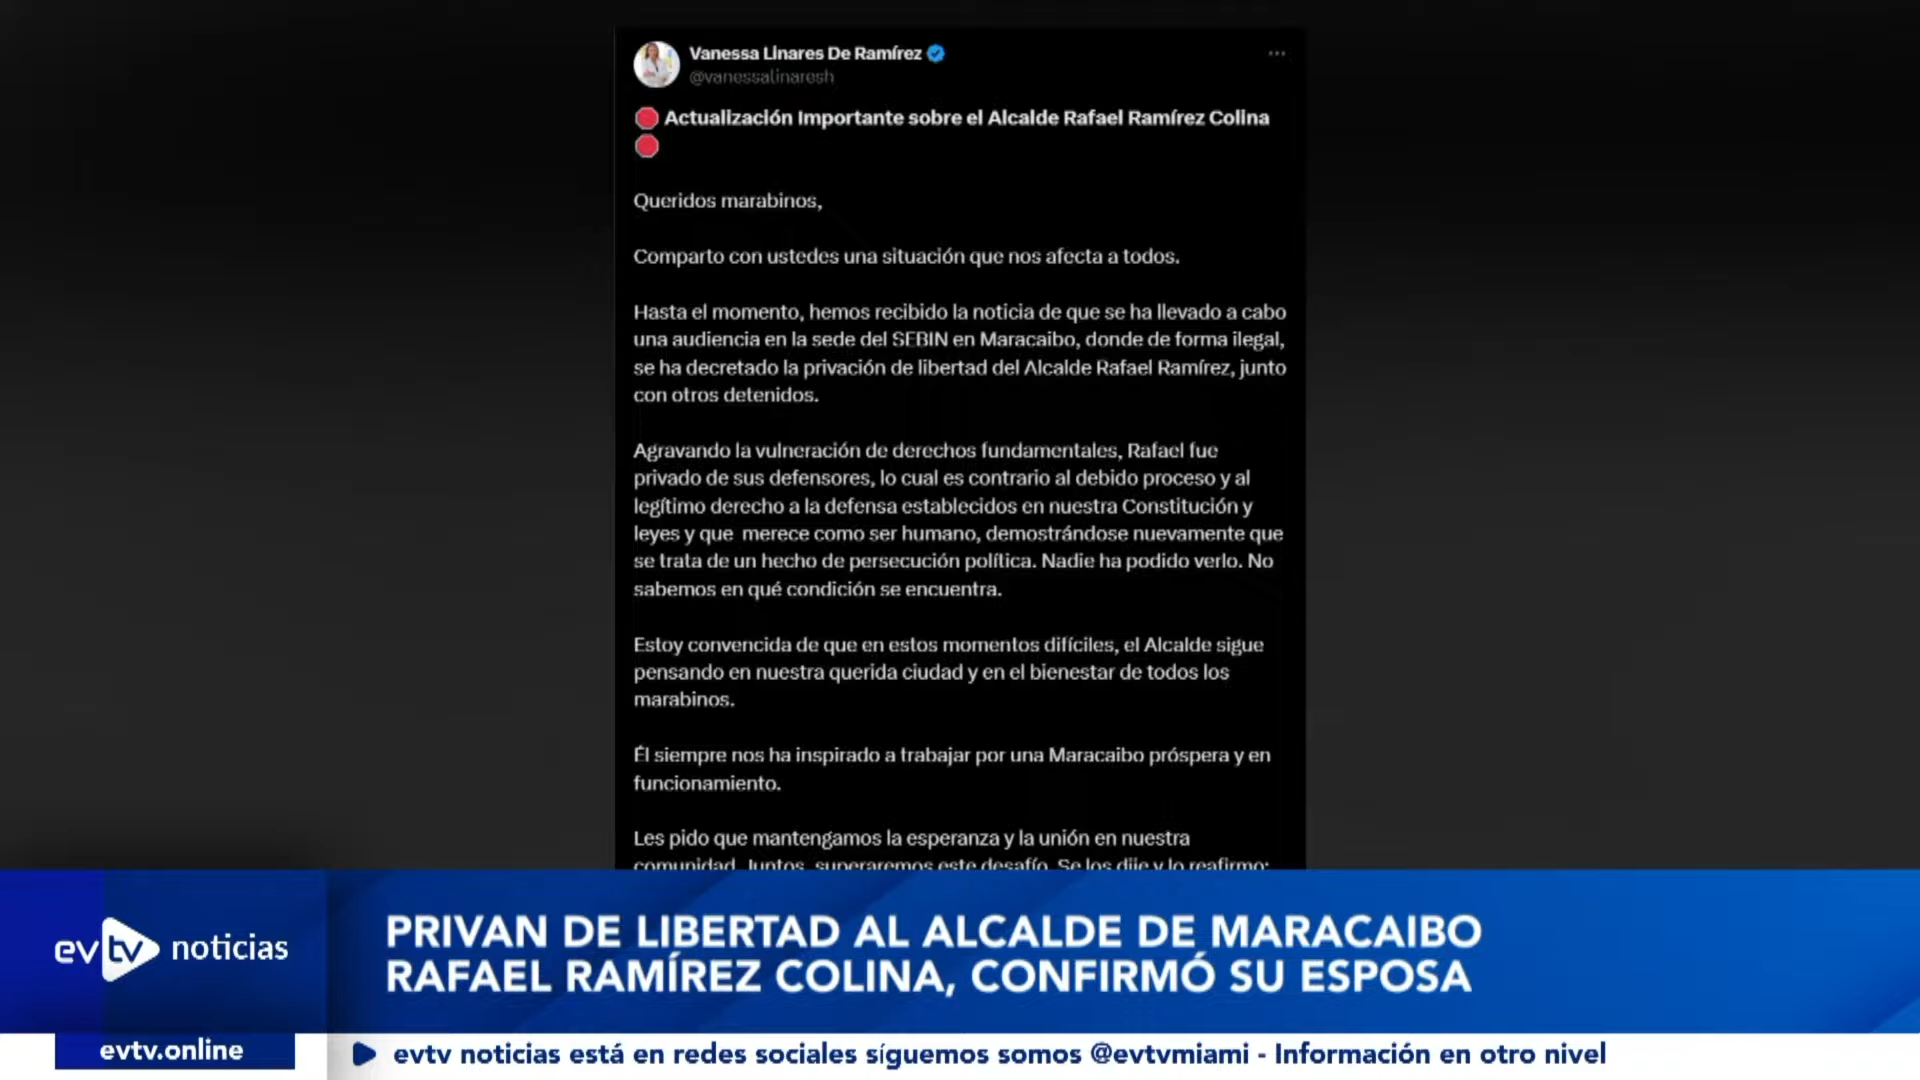 Vanessa Linares De Ramírez
@vanessalinaresh
Actualización Importante sobre el Alcalde Rafael Ramírez Colina
Queridos marabinos,
Comparto con ustedes una situación que nos afecta a todos.
Hasta el momento, hemos recibido la noticia de que se ha llevado a cabo
una audiencia en la sede del SEBIN en Maracaibo, donde de forma ilegal,
se ha decretado la privación de libertad del Alcalde Rafael Ramírez, junto
con otros detenidos.
Agravando la vulneración de derechos fundamentales, Rafael fue
privado de sus defensores, lo cual es contrario al debido proceso y al
legítimo derecho a la defensa establecidos en nuestra Constitución y
leyes y que merece como ser humano, demostrándose nuevamente que
se trata de un hecho de persecución política. Nadie ha podido verlo. No
sabemos en qué condición se encuentra.
Estoy convencida de que en estos momentos difíciles, el Alcalde sigue
pensando en nuestra querida ciudad y en el bienestar de todos los
marabinos.
Él siempre nos ha inspirado a trabajar por una Maracaibo próspera y en
funcionamiento.
Les pido que mantengamos la esperanza y la unión en nuestra
comunidad. Juntos, superaremos este desafío. Se los dije y lo reafirmo:
evtv noticias
PRIVAN DE LIBERTAD AL ALCALDE DE MARACAIBO
RAFAEL RAMÍREZ COLINA, CONFIRMÓ SU ESPOSA
evtv.online
evtv noticias está en redes sociales síguemos somos @evtvmiami - Información en otro nivel